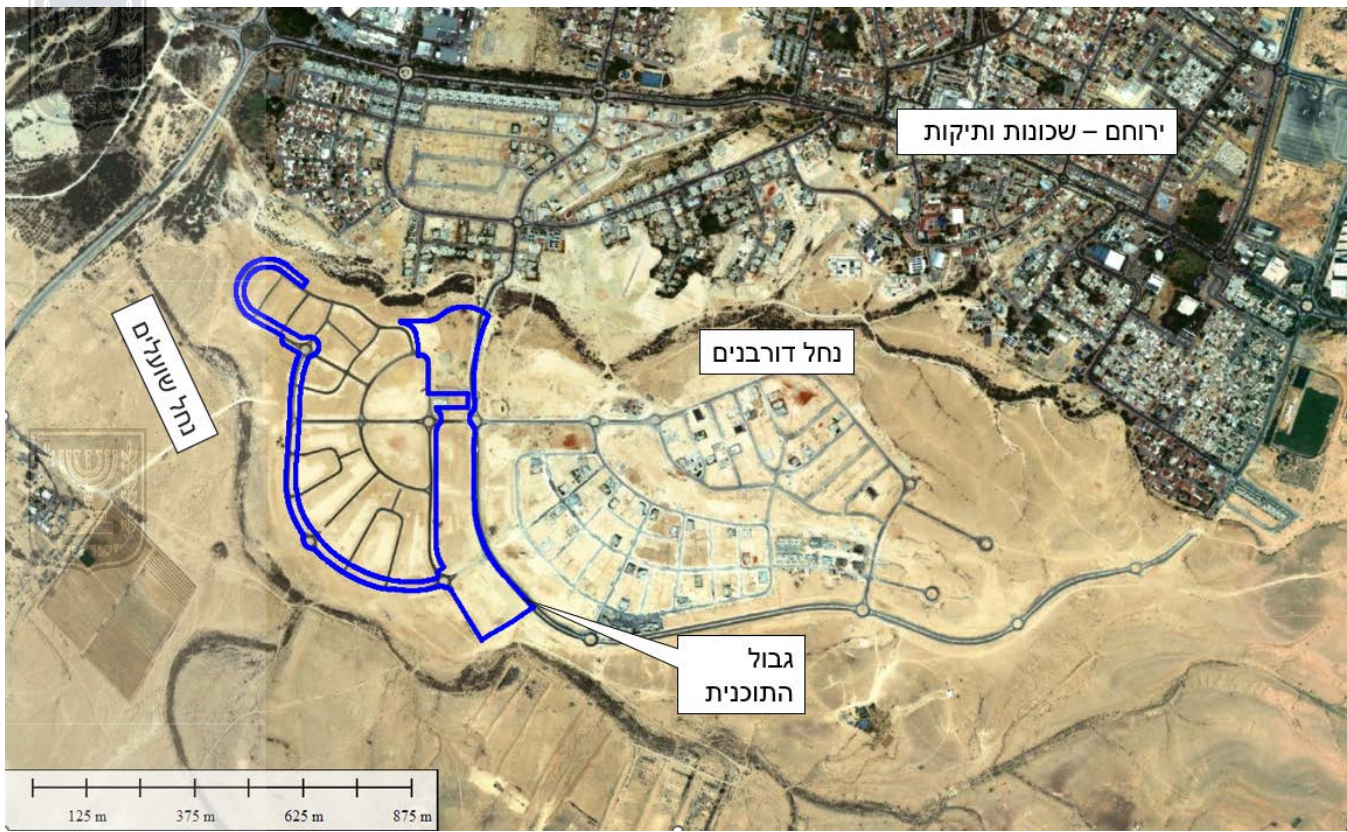 ירוחם – שכונות ותיקות
נחל דורבנים
נחל שועלים
גבול
התוכנית
125 m
375 m
625 m
875 m